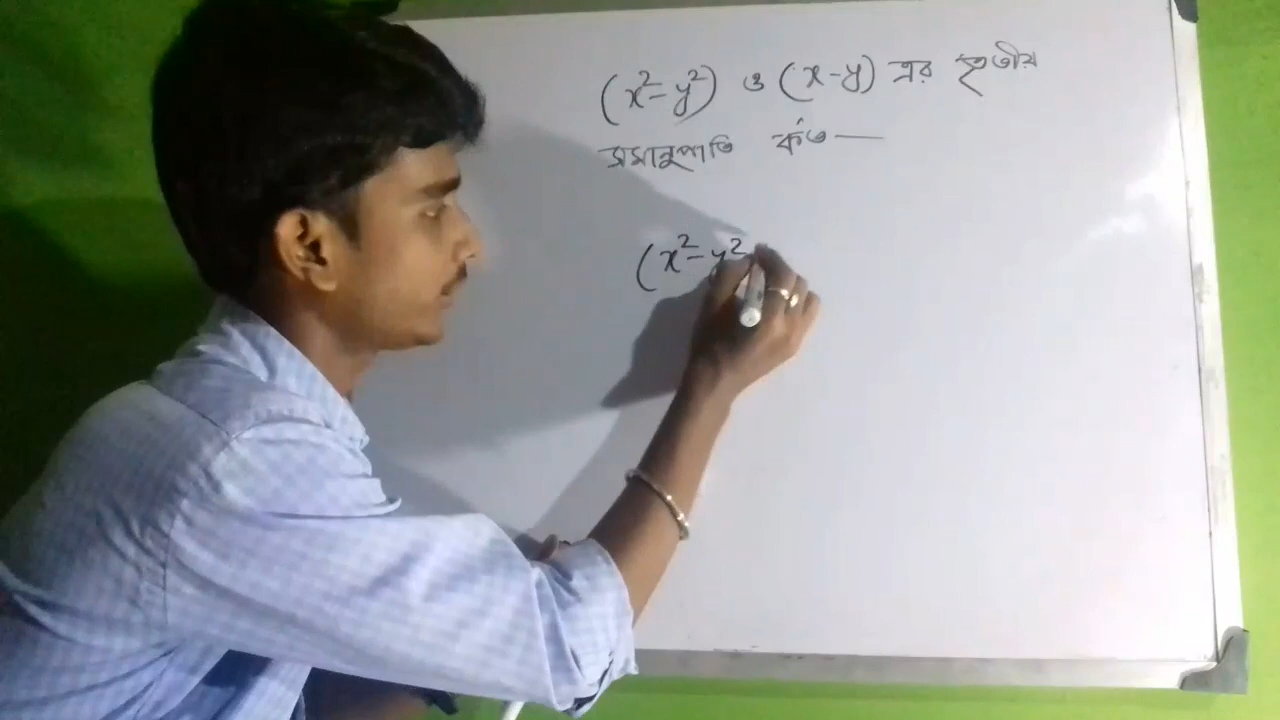 (x²-y²) ও (x-y) এর তৃতীয়
সমানুপাতি কত —
(x²-y²